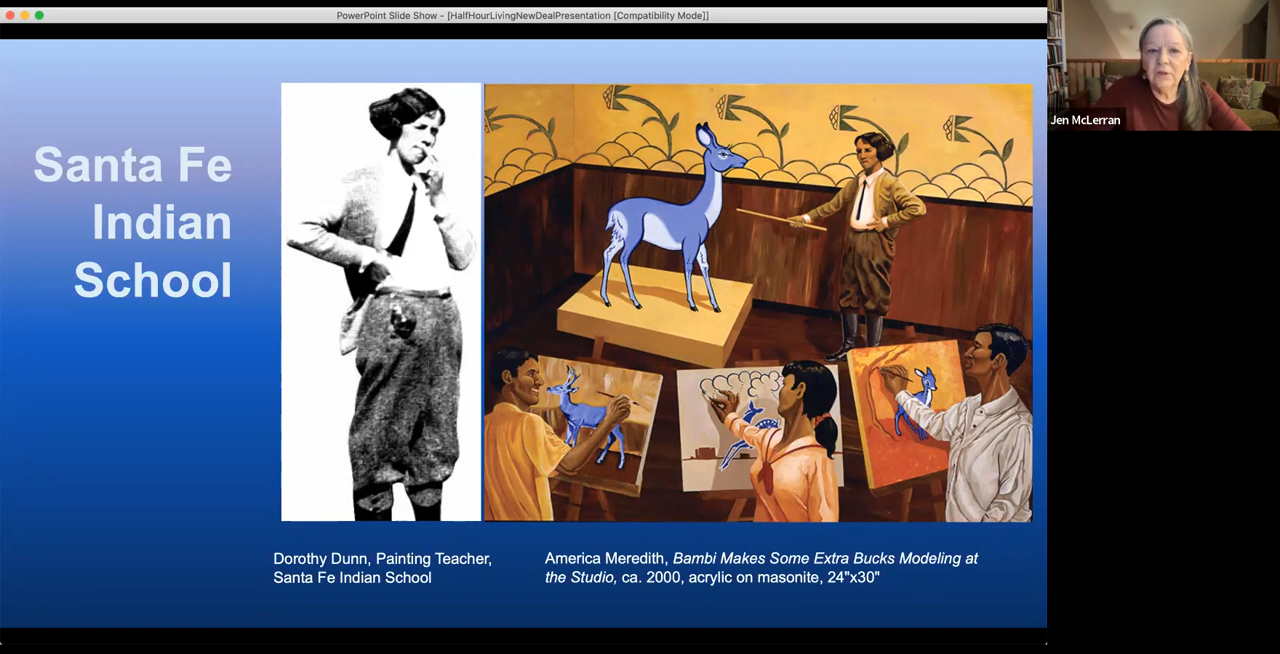 PowerPoint Slide Show - [HalfHourLivingNewDealPresentation [Compatibility Mode]]
Santa Fe
Indian
School
Jen McLerran
Dorothy Dunn, Painting Teacher,
Santa Fe Indian School
America Meredith, Bambi Makes Some Extra Bucks Modeling at
the Studio, ca. 2000, acrylic on masonite, 24"x30"